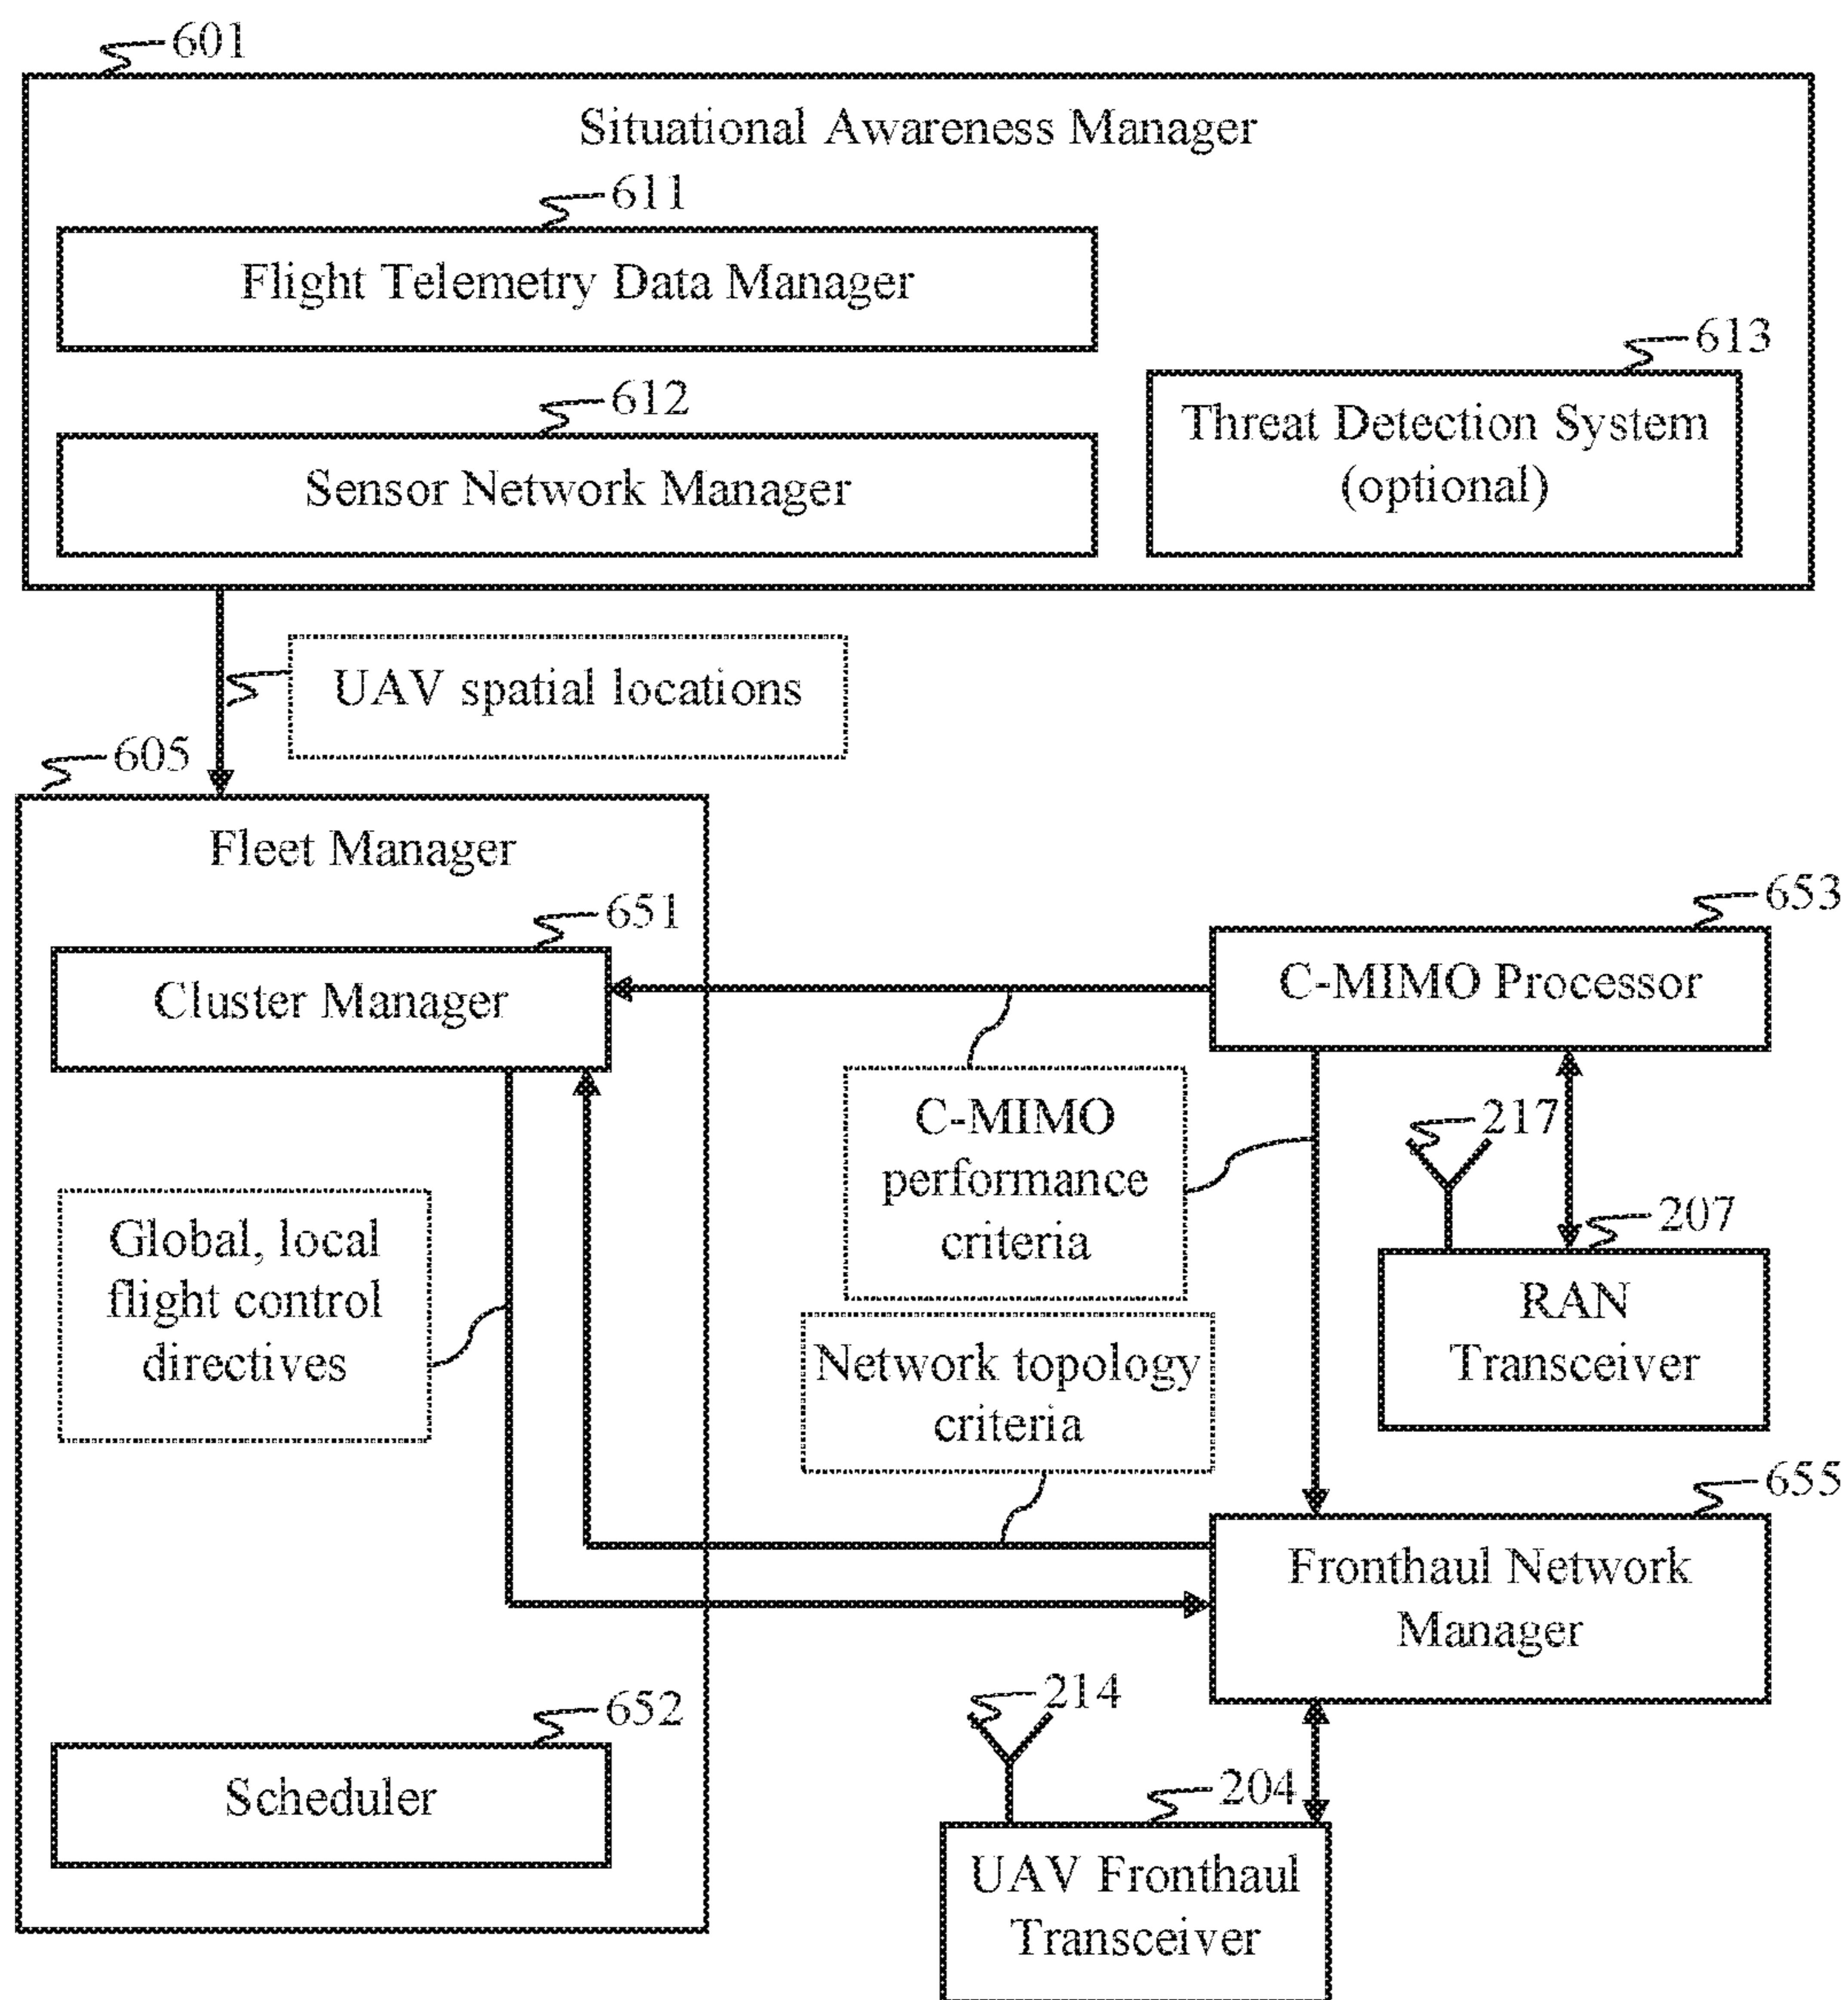 601
Situational Awareness Manager
611
Flight Telemetry Data Manager
613
612
Threat Detection System
(optional)
Sensor Network Manager
UAV spatial locations
605
Fleet Manager
653
651
C-MIMO Processor
Cluster Manager
217
C-MIMO
performance
criteria
207
Global, local
flight control
directives
RAN
Transceiver
Network topology
criteria
655
Fronthaul Network
Manager
214
652
204
Scheduler
UAV Fronthaul
Transceiver